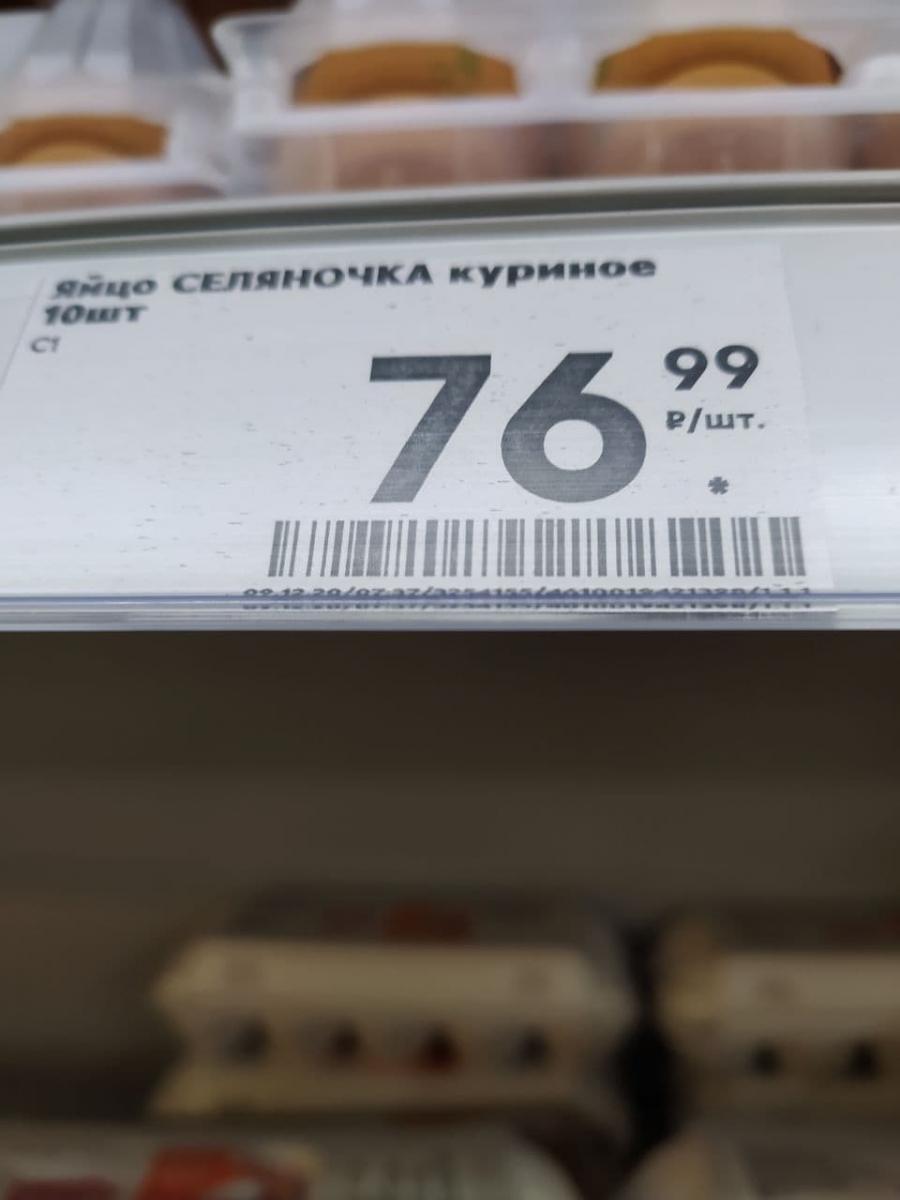 Яйцо СЕЛЯНОЧКА куриное
10шт
С1
76 99
₽/шт.
*